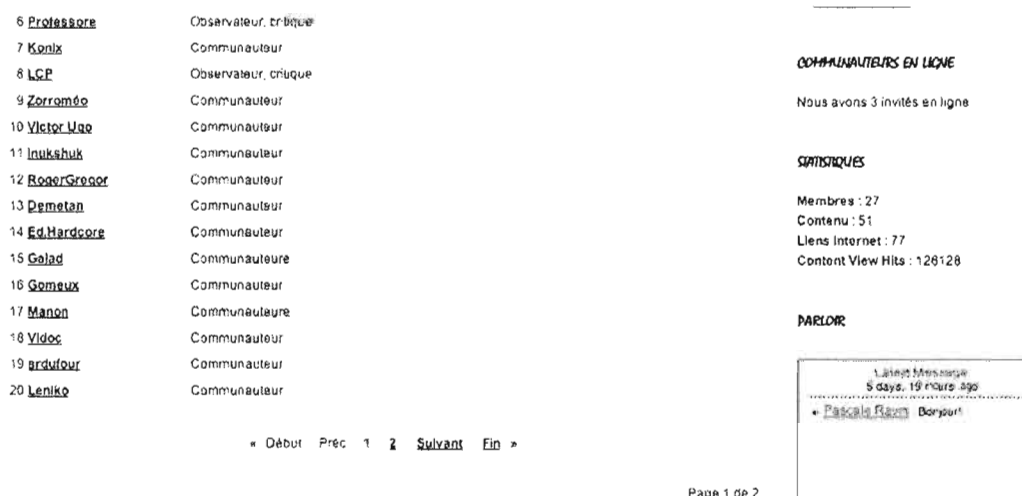 6 Professore Observateur, critique
7 Konix Communauteur
8 LCP Observateur, critique
9 Zorroméo Communauteur
10 Victor Ugo Communauteur
11 Inukshuk Communauteur
12 RogerGregor Communauteur
13 Demetan Communauteur
14 Ed.Hardcore Communauteur
15 Galad Communauteure
16 Gomeux Communauteur
17 Manon Communauteure
18 Vidoc Communauteur
19 ardufour Communauteur
20 Leniko Communauteur
« Début Préc 1 2 Suivant Fin »
Page 1 de 2
COMMUNAUTEURS EN LIGNE
Nous avons 3 invités en ligne
STATISTIQUES
Membres : 27
Contenu : 51
Liens Internet : 77
Content View Hits : 126128
PARLOIR
Latest Message
5 days, 19 hours ago
• Pascale Bonjour!